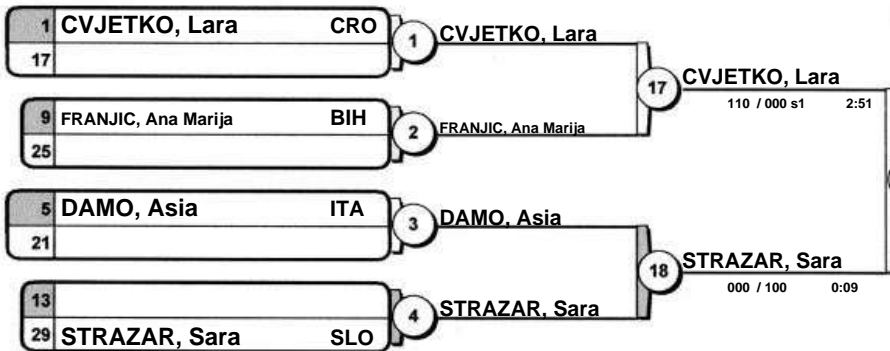 1 CVJETKO, Lara CRO
17
1 CVJETKO, Lara
9 FRANJIC, Ana Marija BIH
25
2 FRANJIC, Ana Marija
17 CVJETKO, Lara
110 / 000 s1 2:51
5 DAMO, Asia ITA
21
3 DAMO, Asia
13
29 STRAZAR, Sara SLO
4 STRAZAR, Sara
18 STRAZAR, Sara
000 / 100 0:09